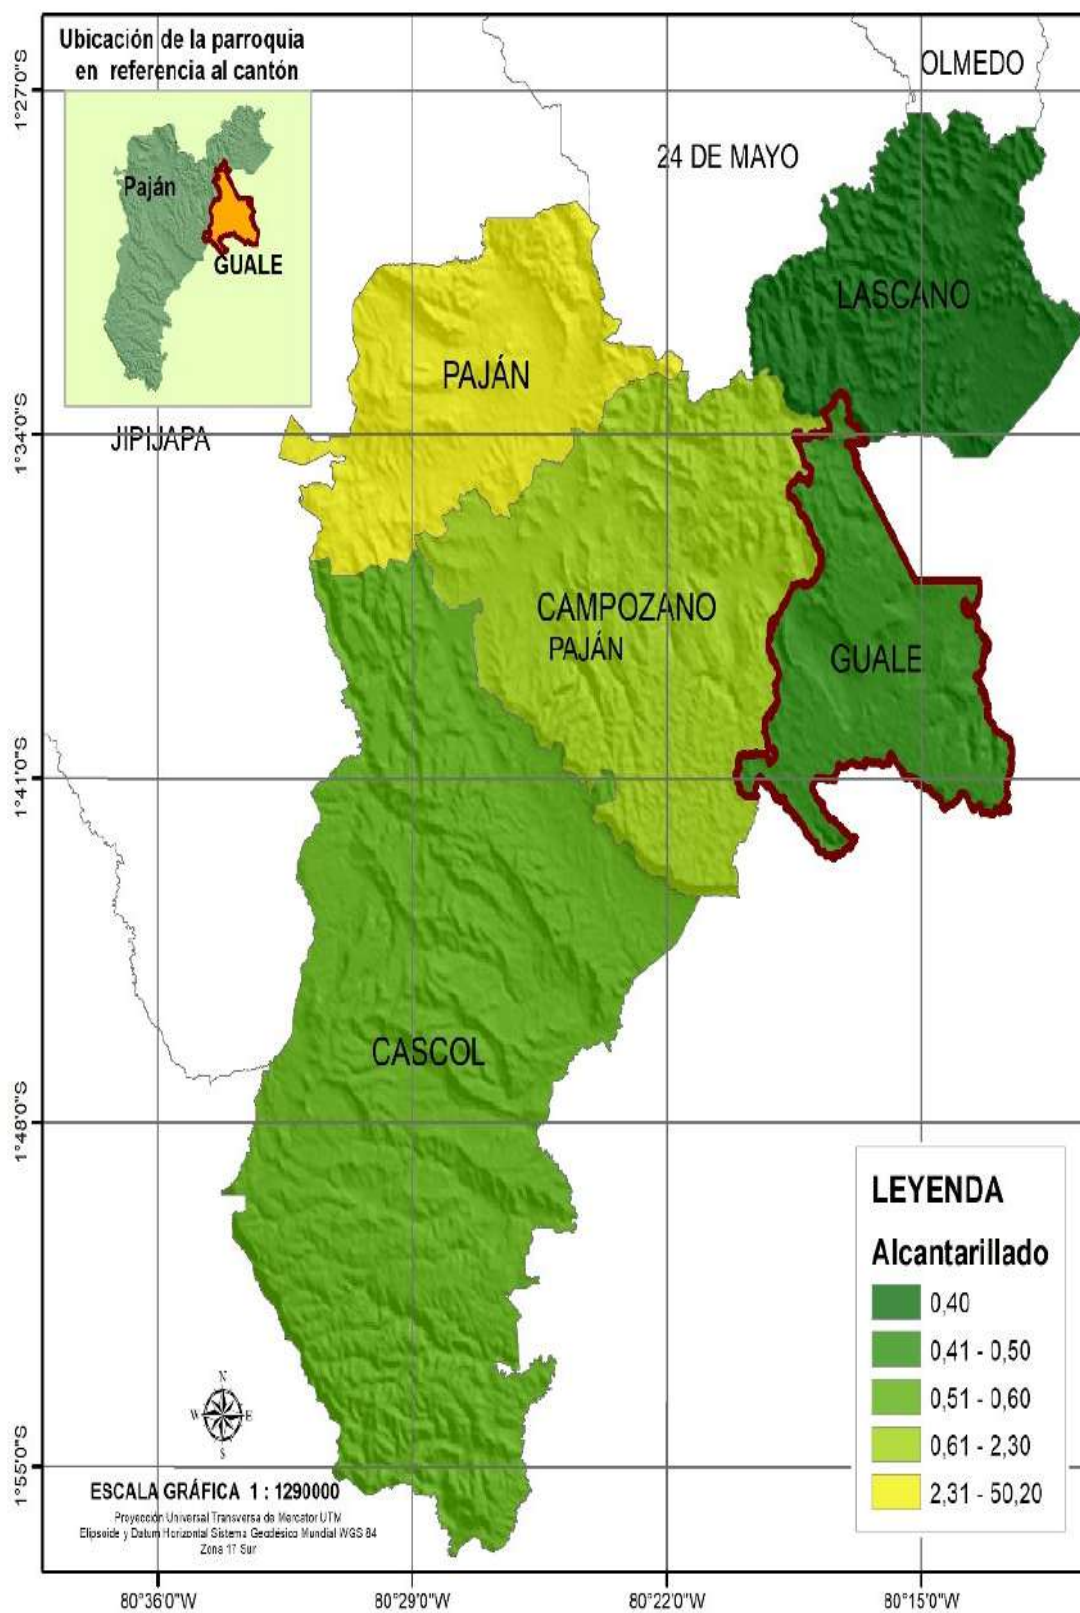 Ubicación de la parroquia
en referencia al cantón
Paján
GUALE
OLMEDO
24 DE MAYO
LASCANO
PAJÁN
JIPIJAPA
CAMPOZANO
PAJÁN
GUALE
CASCOL
1°27'0"S
1°34'0"S
1°41'0"S
1°48'0"S
1°55'0"S
LEYENDA
Alcantarillado
0,40
0,41 - 0,50
0,51 - 0,60
0,61 - 2,30
2,31 - 50,20
N
W E
S
ESCALA GRÁFICA 1 : 1290000
Proyección Universal Transversa de Mercator UTM
Elipsoide y Datum Horizontal Sistema Geodésico Mundial WGS 84
Zona 17 Sur
80°36'0"W 80°29'0"W 80°22'0"W 80°15'0"W